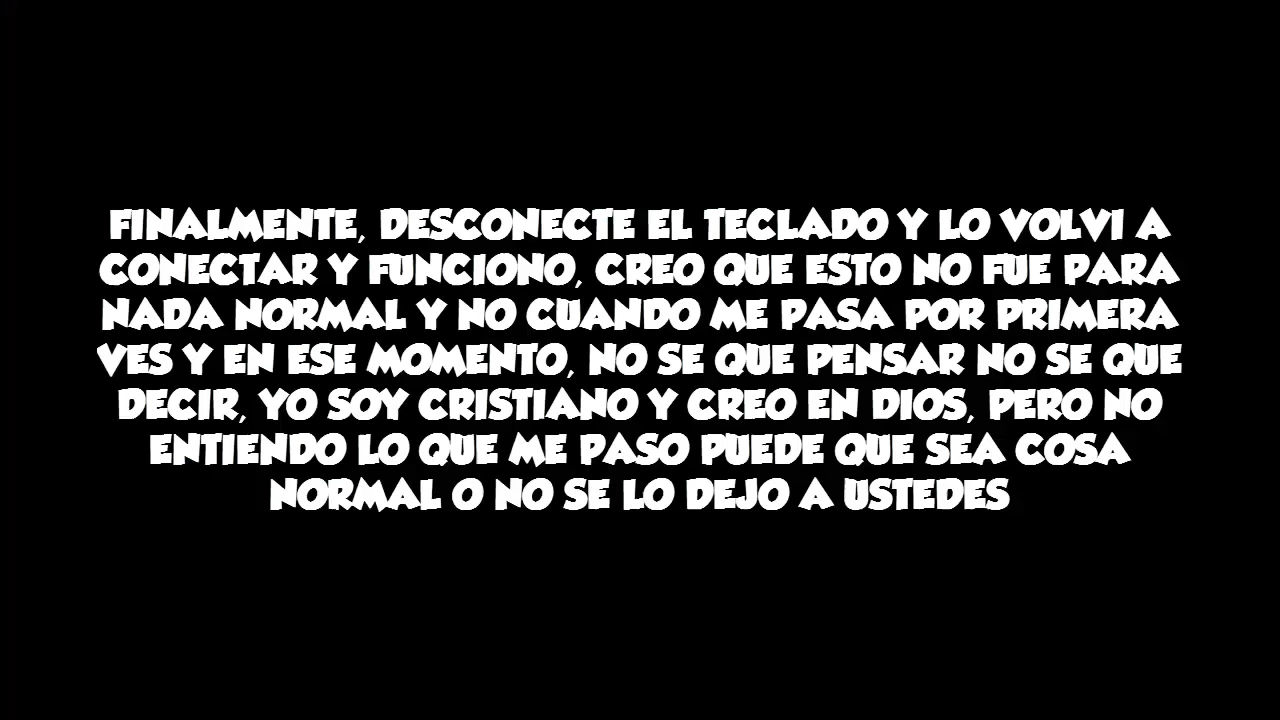 FINALMENTE, DESCONECTE EL TECLADO Y LO VOLVI A
CONECTAR Y FUNCIONO, CREO QUE ESTO NO FUE PARA
NADA NORMAL Y NO CUANDO ME PASA POR PRIMERA
VES Y EN ESE MOMENTO, NO SE QUE PENSAR NO SE QUE
DECIR, YO SOY CRISTIANO Y CREO EN DIOS, PERO NO
ENTIENDO LO QUE ME PASO PUEDE QUE SEA COSA
NORMAL O NO SE LO DEJO A USTEDES